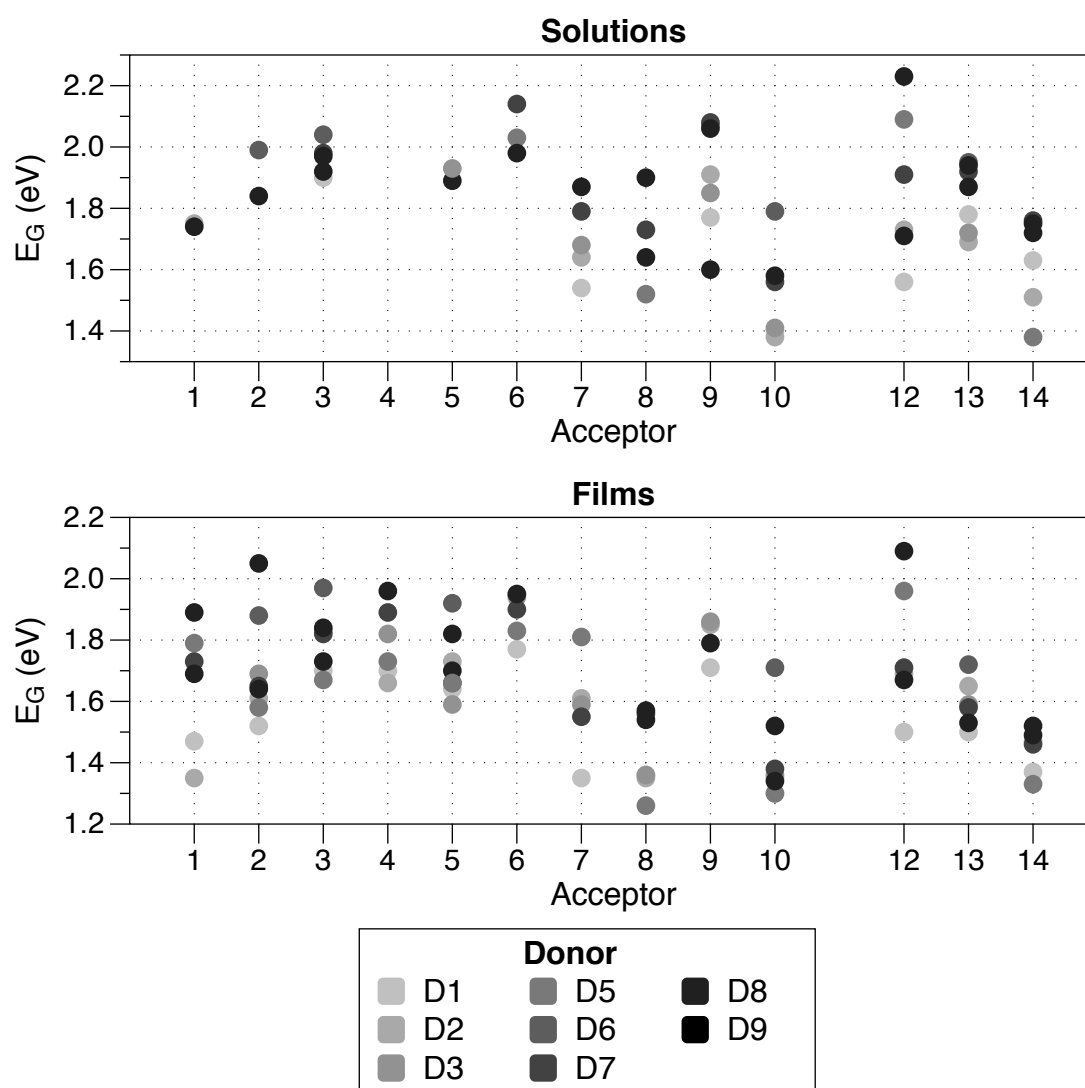 Solutions
2.2
2.0
1.8
1.6
1.4
E_G (eV)
1 2 3 4 5 6 7 8 9 10 12 13 14
Acceptor
Films
2.2
2.0
1.8
1.6
1.4
1.2
E_G (eV)
1 2 3 4 5 6 7 8 9 10 12 13 14
Acceptor
Donor
D1 D5 D8
D2 D6 D9
D3 D7